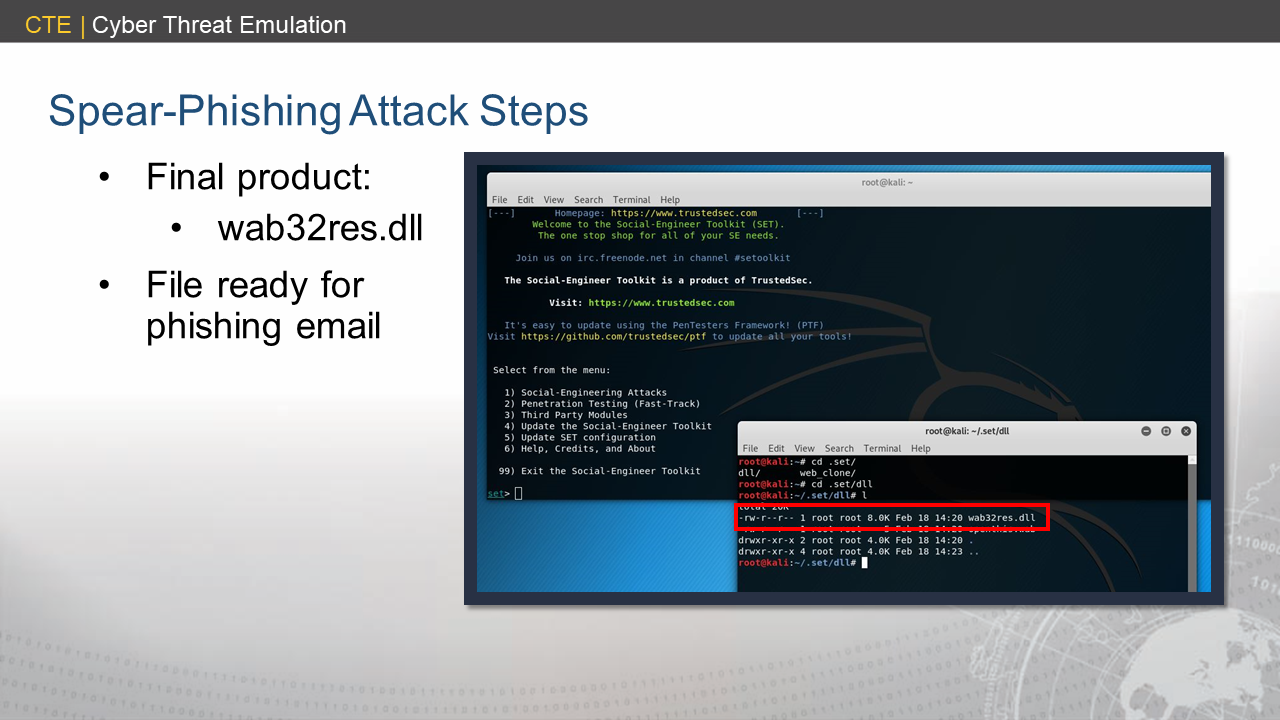 CTE | Cyber Threat Emulation
Spear-Phishing Attack Steps
• Final product:
• wab32res.dll
• File ready for
phishing email
root@kali: ~
File Edit View Search Terminal Help
[---] Homepage: https://www.trustedsec.com [---]
Welcome to the Social-Engineer Toolkit (SET).
The one stop shop for all of your SE needs.
Join us on irc.freenode.net in channel #setoolkit
The Social-Engineer Toolkit is a product of TrustedSec.
Visit: https://www.trustedsec.com
It's easy to update using the PenTesters Framework! (PTF)
Visit https://github.com/trustedsec/ptf to update all your tools!
Select from the menu:
1) Social-Engineering Attacks
2) Penetration Testing (Fast-Track)
3) Third Party Modules
4) Update the Social-Engineer Toolkit
5) Update SET configuration
6) Help, Credits, and About
99) Exit the Social-Engineer Toolkit
set>
root@kali: ~/.set/dll
File Edit View Search Terminal Help
root@kali:~# cd .set/
dll/ web_clone/
root@kali:~# cd .set/dll
root@kali:~/.set/dll# l
-rw-r--r-- 1 root root 8.0K Feb 18 14:20 wab32res.dll
drwxr-xr-x 2 root root 4.0K Feb 18 14:20 .
drwxr-xr-x 4 root root 4.0K Feb 18 14:23 ..
root@kali:~/.set/dll#